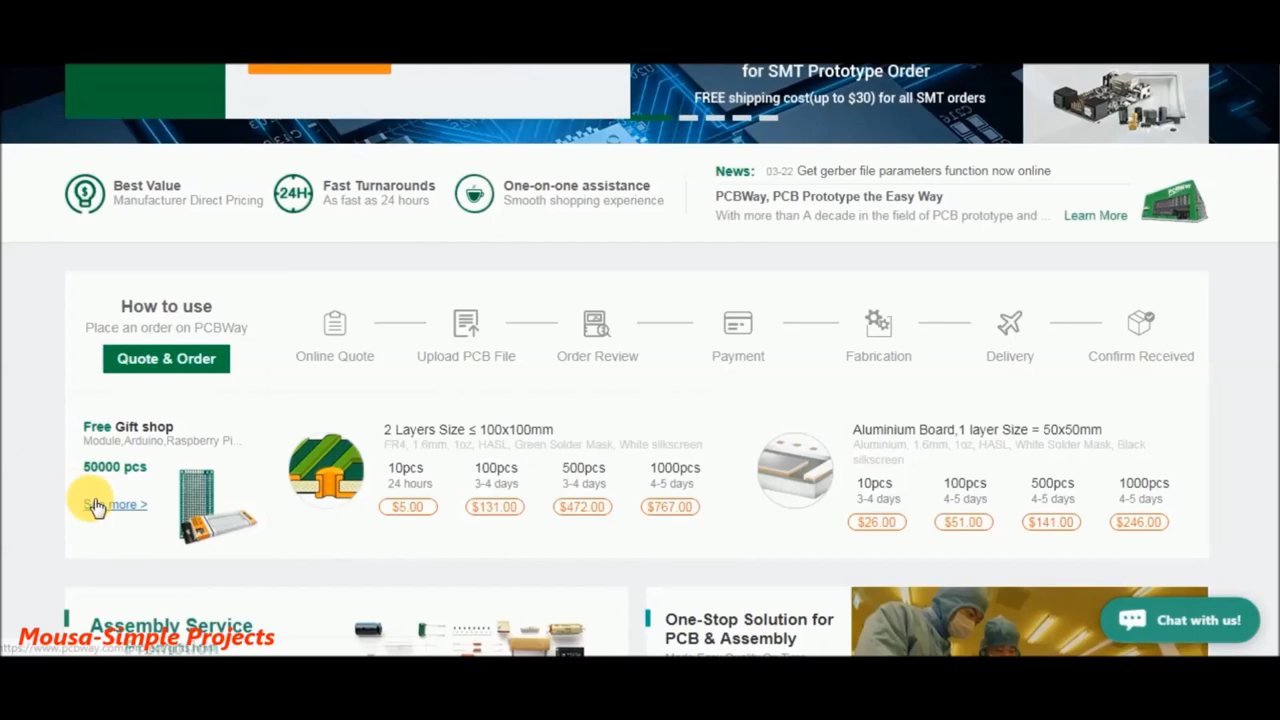 for SMT Prototype Order
FREE shipping cost(up to $30) for all SMT orders
Best Value
Manufacturer Direct Pricing
24H
Fast Turnarounds
As fast as 24 hours
One-on-one assistance
Smooth shopping experience
News: 03-22 Get gerber file parameters function now online
PCBWay, PCB Prototype the Easy Way
With more than A decade in the field of PCB prototype and ... Learn More
How to use
Place an order on PCBWay
Quote & Order
Online Quote
Upload PCB File
Order Review
Payment
Fabrication
Delivery
Confirm Received
Free Gift shop
Module,Arduino,Raspberry Pi...
50000 pcs
more >
2 Layers Size ≤ 100x100mm
FR4, 1.6mm, 1oz, HASL, Green Solder Mask, White silkscreen
10pcs 100pcs 500pcs 1000pcs
24 hours 3-4 days 3-4 days 4-5 days
$5.00 $131.00 $472.00 $767.00
Aluminium Board,1 layer Size = 50x50mm
Aluminium, 1.6mm, 1oz, HASL, White Solder Mask, Black
silkscreen
10pcs 100pcs 500pcs 1000pcs
3-4 days 4-5 days 4-5 days 4-5 days
$26.00 $51.00 $141.00 $246.00
Assembly Service
One-Stop Solution for
PCB & Assembly
Chat with us!
Mousa-Simple Projects